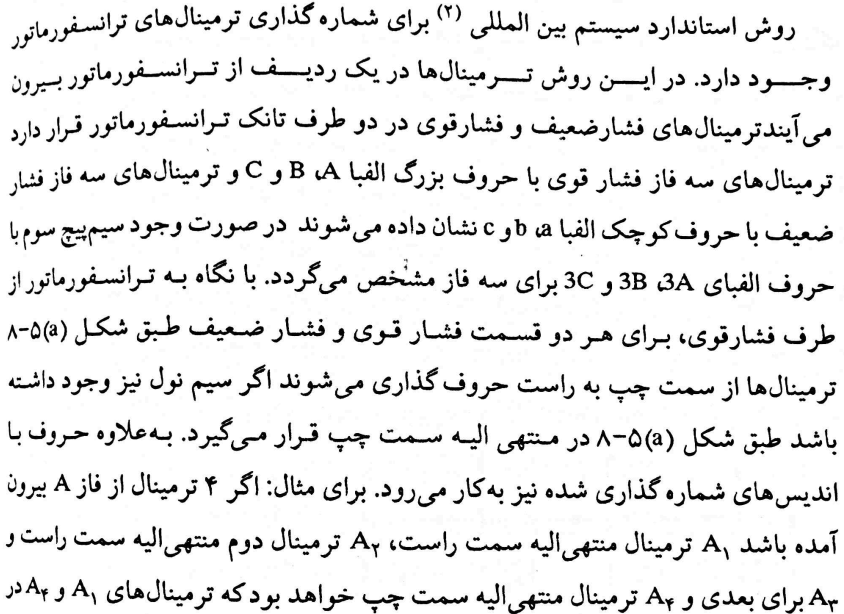 روش استاندارد سیستم بین المللی (۲) برای شماره گذاری ترمینال‌های ترانسفورماتور
وجود دارد. در این روش ترمینال‌ها در یک ردیف از ترانسفورماتور بیرون
می‌آیندترمینال‌های فشارضعیف و فشارقوی در دو طرف تانک ترانسفورماتور قرار دارد
ترمینال‌های سه فاز فشار قوی با حروف بزرگ الفبا A، B و C و ترمینال‌های سه فاز فشار
ضعیف با حروف کوچک الفبا a، b و c نشان داده می‌شوند در صورت وجود سیم‌پیچ سوم با
حروف الفبای 3A، 3B و 3C برای سه فاز مشخص می‌گردد. با نگاه به ترانسفورماتور از
طرف فشارقوی، برای هر دو قسمت فشار قوی و فشار ضعیف طبق شکل (a)۸-۵
ترمینال‌ها از سمت چپ به راست حروف گذاری می‌شوند اگر سیم نول نیز وجود داشته
باشد طبق شکل (a)۸-۵ در منتهی الیه سمت چپ قرار می‌گیرد. به‌علاوه حروف با
اندیس‌های شماره گذاری شده نیز به‌کار می‌رود. برای مثال: اگر ۴ ترمینال از فاز A بیرون
آمده باشد A₁ ترمینال منتهی‌الیه سمت راست، A₂ ترمینال دوم منتهی‌الیه سمت راست و
A₃ برای بعدی و A₄ ترمینال منتهی‌الیه سمت چپ خواهد بود که ترمینال‌های A₁ و A₄ در